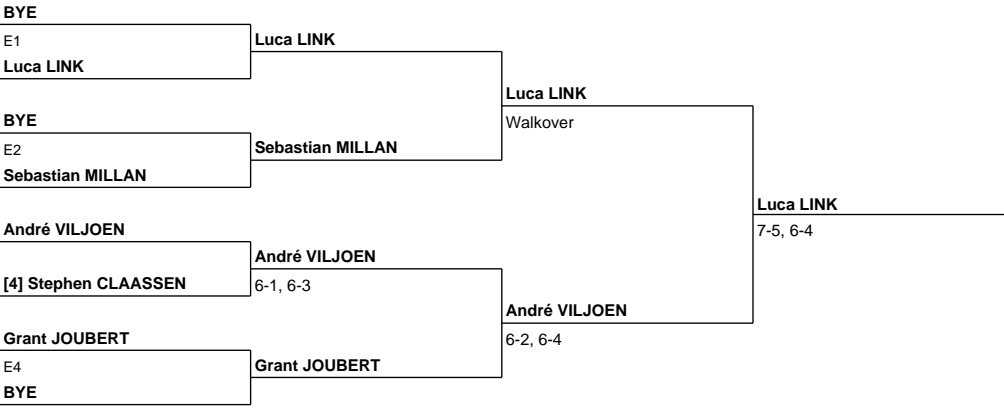 BYE
E1
Luca LINK
Luca LINK
BYE
E2
Sebastian MILLAN
Sebastian MILLAN
Luca LINK
Walkover
André VILJOEN
[4] Stephen CLAASSEN
André VILJOEN
6-1, 6-3
Grant JOUBERT
E4
BYE
Grant JOUBERT
André VILJOEN
6-2, 6-4
Luca LINK
7-5, 6-4